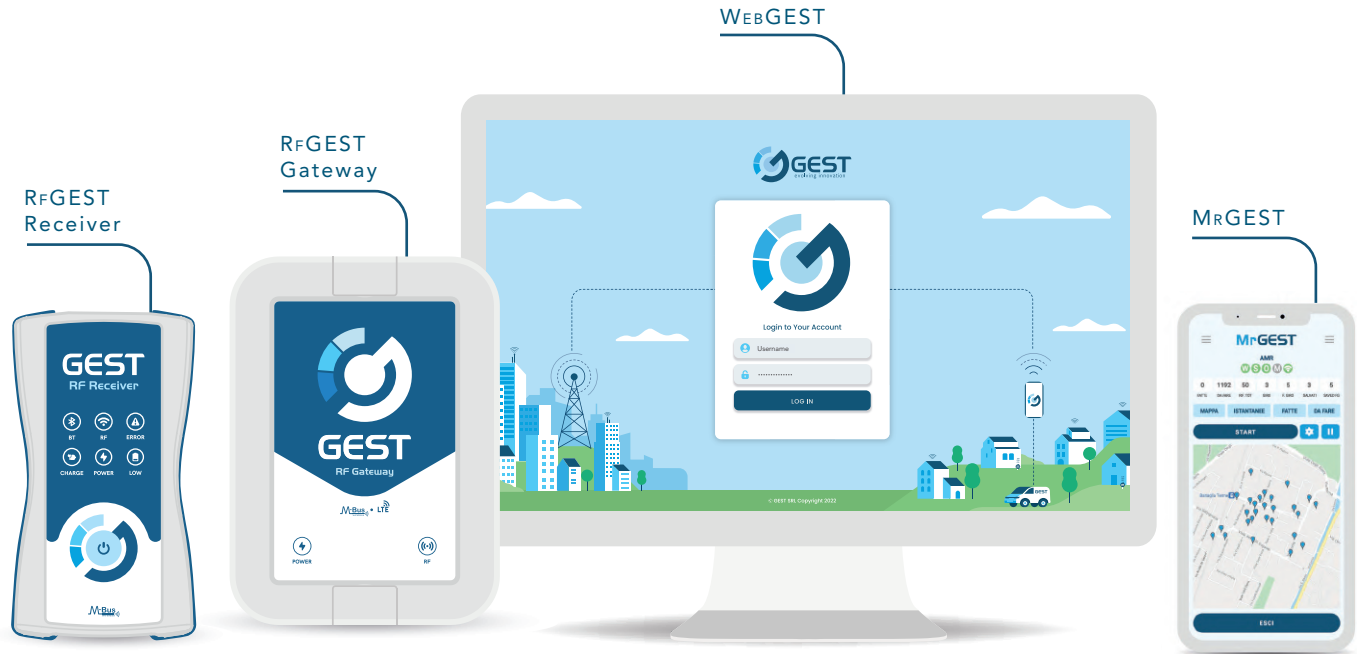 WEBGEST
RFGEST
Gateway
RFGEST
Receiver
MRGEST
GEST
evolving innovation
Login to Your Account
Username
LOG IN
© GEST SRL Copyright 2022
GEST
GEST
RF Receiver
BT RF ERROR
CHARGE POWER LOW
M-Bus
GEST
RF Gateway
M-Bus • LTE
POWER RF
MrGEST
AMR
W S O M
0 1192 50 3 5 3 5
MAPPA ISTANTANEE FATTE DA FARE
START
ESCI